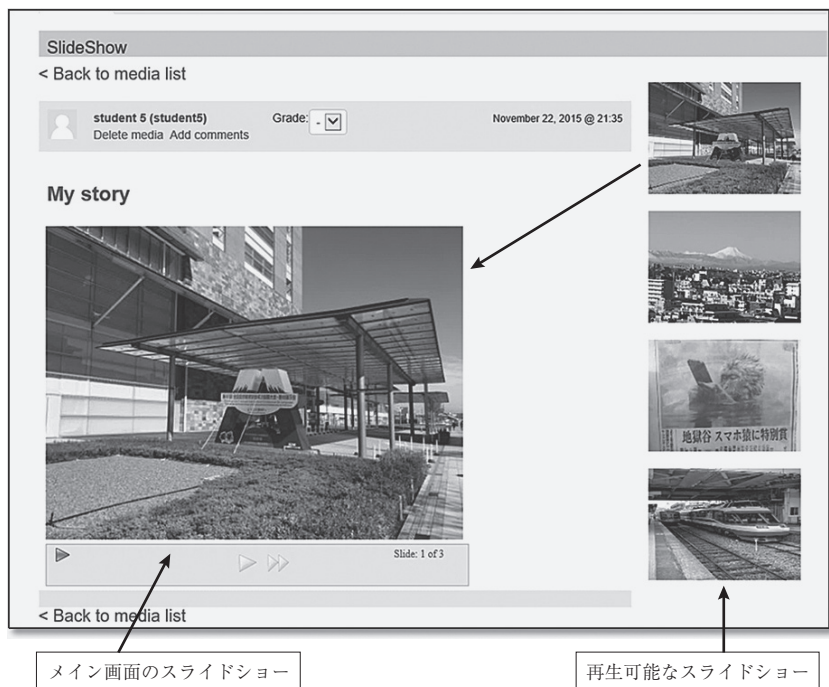 SlideShow
< Back to media list
student 5 (student5)
Grade:
-
November 22, 2015 @ 21:35
Delete media Add comments
My story
Slide: 1 of 3
地獄谷 スマホ猿に特別賞
< Back to media list
メイン画面のスライドショー
再生可能なスライドショー